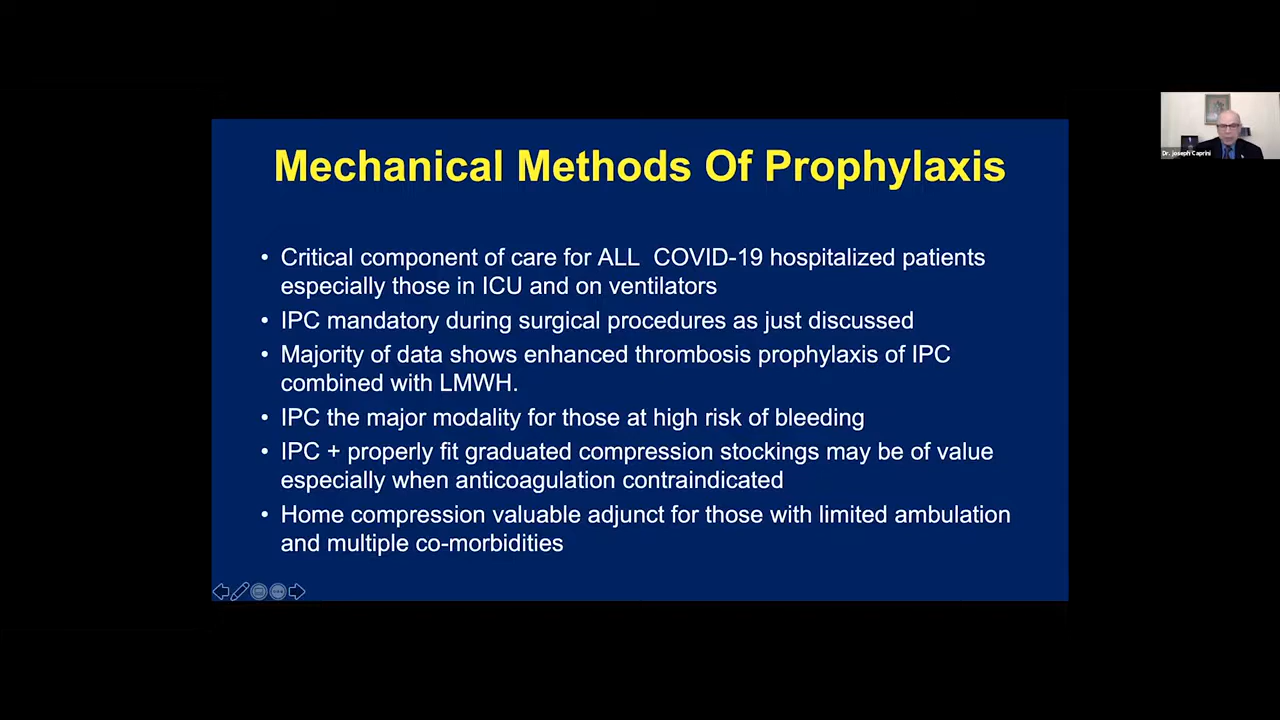 Mechanical Methods Of Prophylaxis
• Critical component of care for ALL  COVID-19 hospitalized patients
especially those in ICU and on ventilators
• IPC mandatory during surgical procedures as just discussed
• Majority of data shows enhanced thrombosis prophylaxis of IPC
combined with LMWH.
• IPC the major modality for those at high risk of bleeding
• IPC + properly fit graduated compression stockings may be of value
especially when anticoagulation contraindicated
• Home compression valuable adjunct for those with limited ambulation
and multiple co-morbidities
Dr. Joseph Caprini